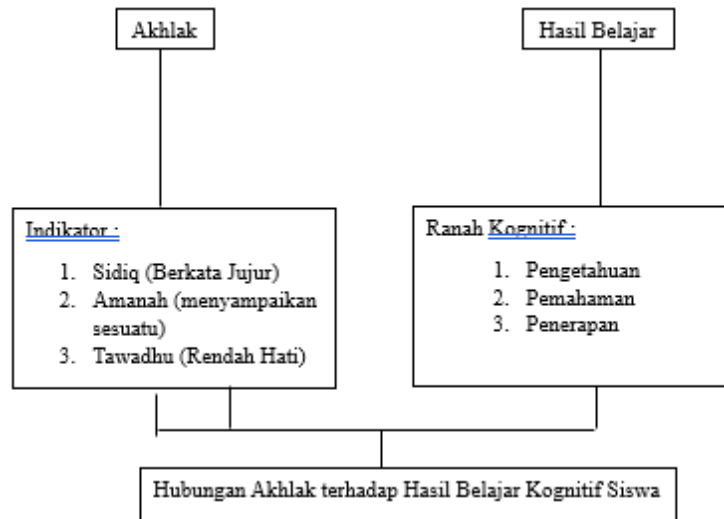 Akhlak
Hasil Belajar
Indikator :
1. Sidiq (Berkata Jujur)
2. Amanah (menyampaikan
sesuatu)
3. Tawadhu (Rendah Hati)
Ranah Kognitif :
1. Pengetahuan
2. Pemahaman
3. Penerapan
Hubungan Akhlak terhadap Hasil Belajar Kognitif Siswa